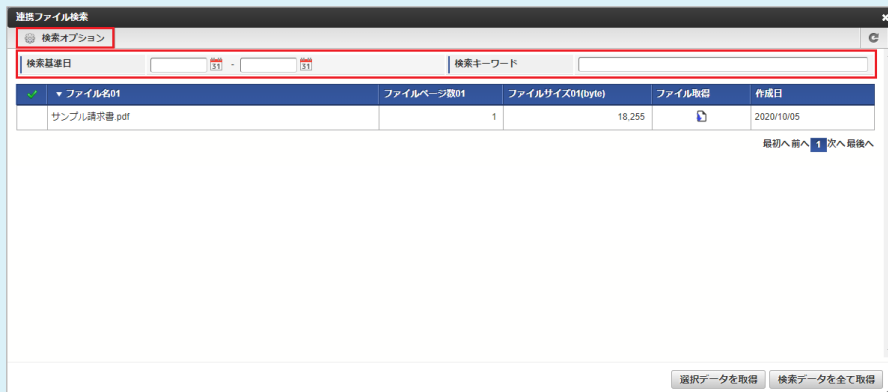 連携ファイル検索
検索オプション
検索基準日 31 - 31 検索キーワード
▼ファイル名01 ファイルページ数01 ファイルサイズ01(byte) ファイル取得 作成日
サンプル請求書.pdf 1 18,255 2020/10/05
最初へ 前へ 1 次へ 最後へ
選択データを取得 検索データを全て取得